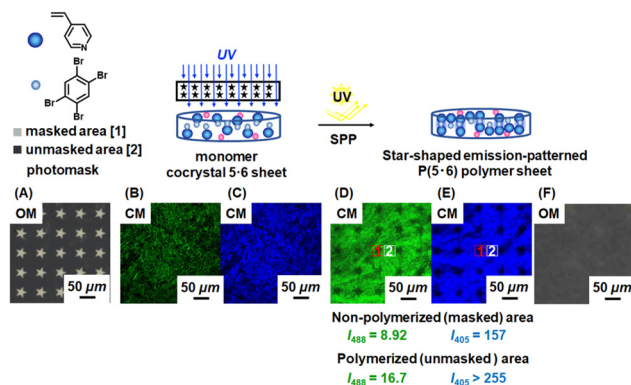 N
Br
Br
Br
Br
masked area [1]
unmasked area [2]
photomask
UV
monomer
cocrystal 5·6 sheet
UV
SPP
Star-shaped emission-patterned
P(5·6) polymer sheet
(A)
OM
50 μm
(B)
CM
50 μm
(C)
CM
50 μm
(D)
CM
1 2
50 μm
(E)
CM
1 2
50 μm
(F)
OM
50 μm
Non-polymerized (masked) area
I488 = 8.92 I405 = 157
Polymerized (unmasked) area
I488 = 16.7 I405 > 255